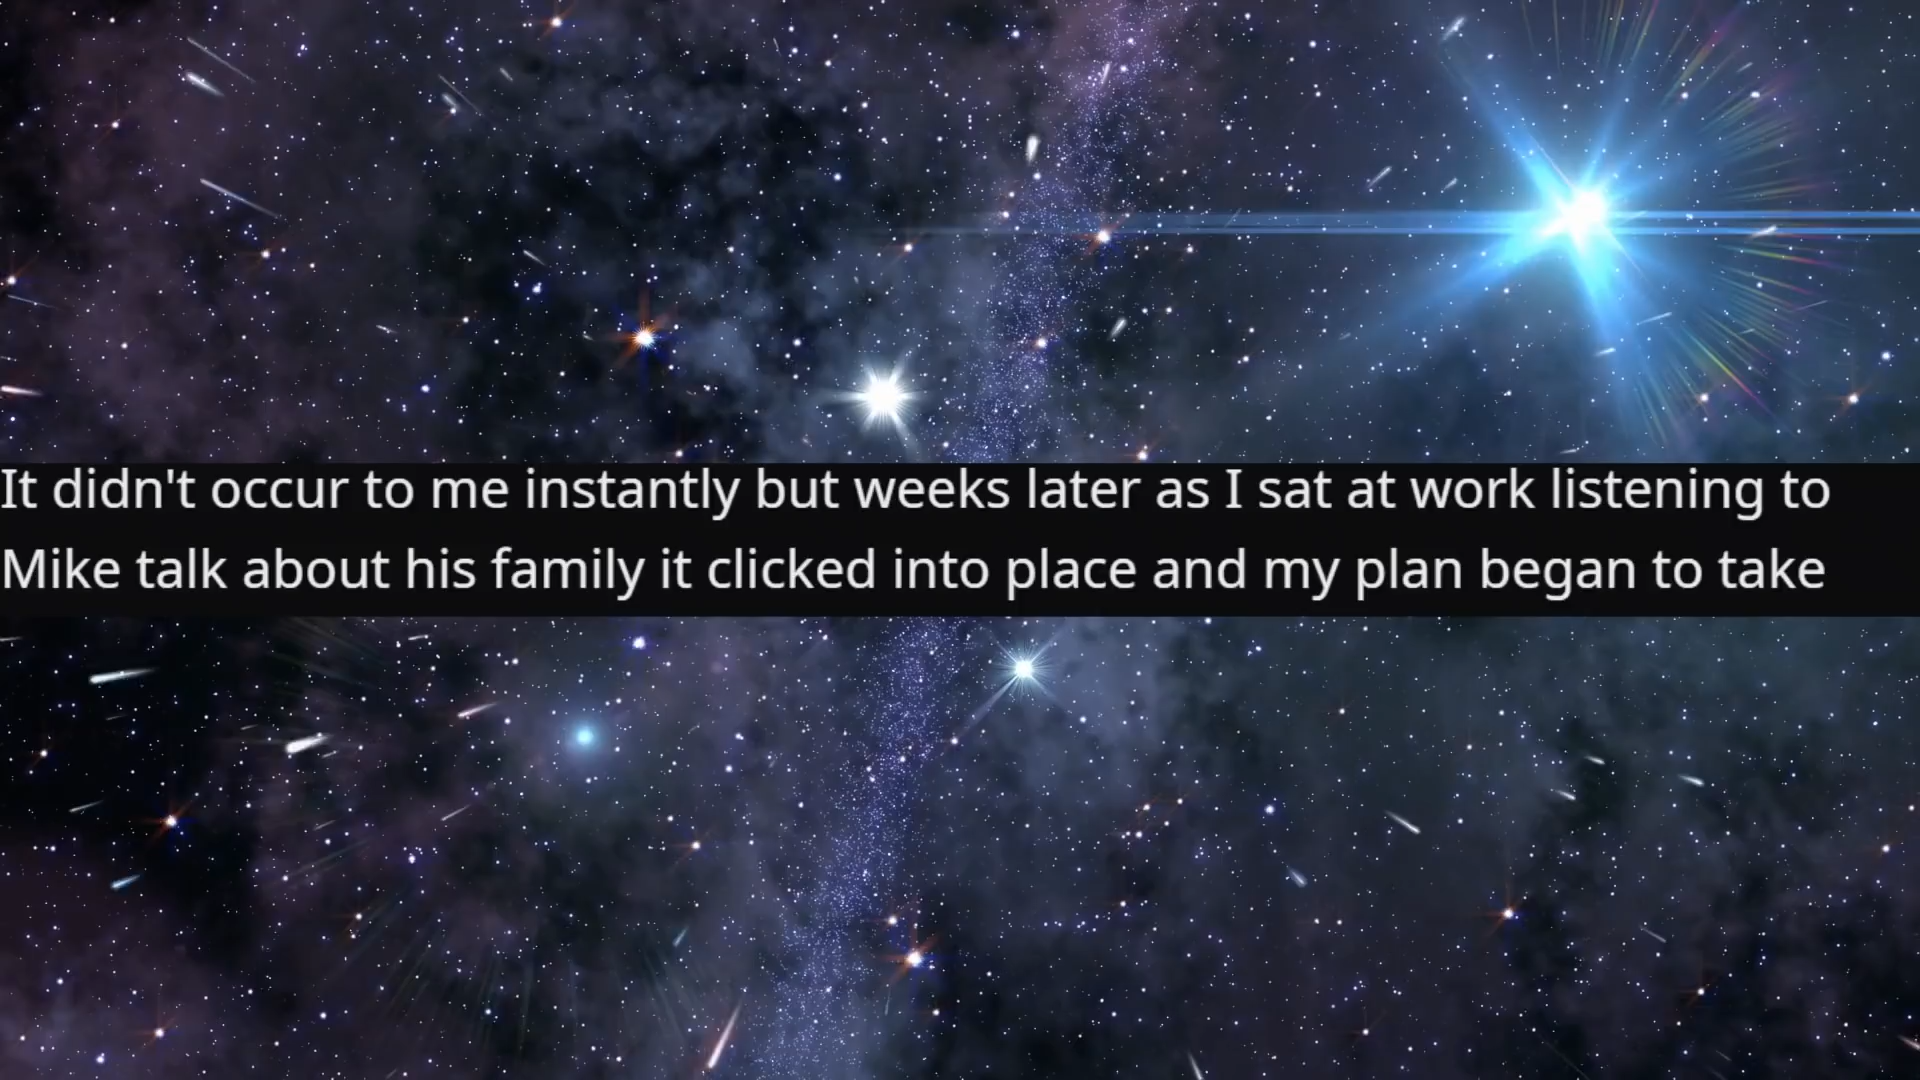 It didn't occur to me instantly but weeks later as I sat at work listening to
Mike talk about his family it clicked into place and my plan began to take